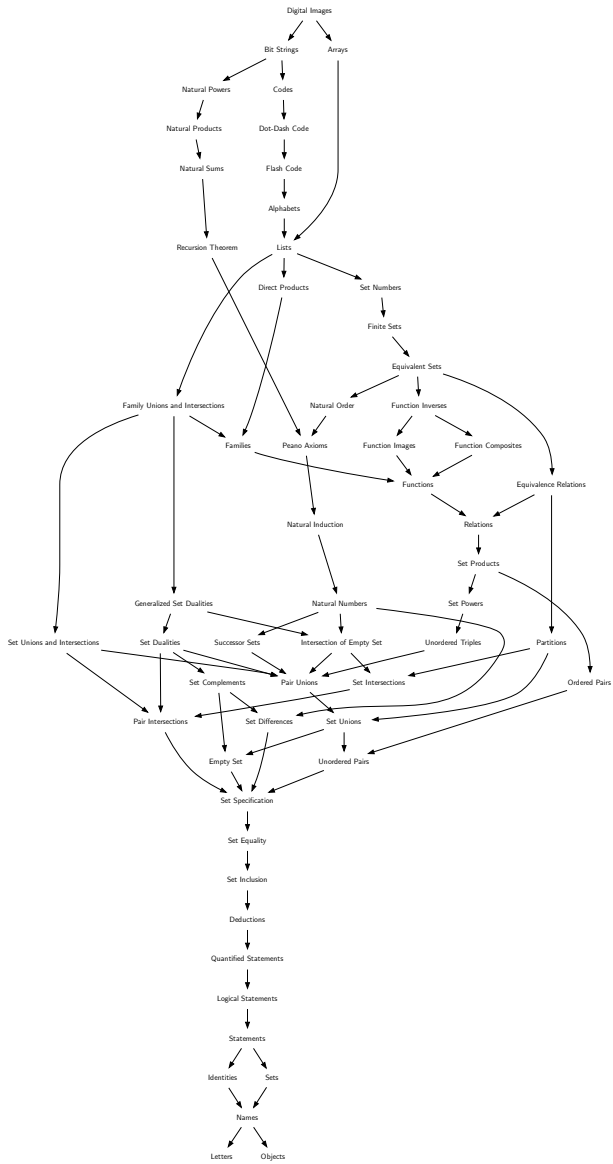 Digital Images
Bit Strings
Arrays
Natural Powers
Codes
Natural Products
Dot-Dash Code
Natural Sums
Flash Code
Alphabets
Recursion Theorem
Lists
Direct Products
Set Numbers
Finite Sets
Equivalent Sets
Family Unions and Intersections
Natural Order
Function Inverses
Families
Peano Axioms
Function Images
Function Composites
Functions
Equivalence Relations
Natural Induction
Relations
Set Products
Generalized Set Dualities
Natural Numbers
Set Powers
Set Unions and Intersections
Set Dualities
Successor Sets
Intersection of Empty Set
Unordered Triples
Partitions
Set Complements
Pair Unions
Set Intersections
Ordered Pairs
Pair Intersections
Set Differences
Set Unions
Empty Set
Unordered Pairs
Set Specification
Set Equality
Set Inclusion
Deductions
Quantified Statements
Logical Statements
Statements
Identities
Sets
Names
Letters
Objects